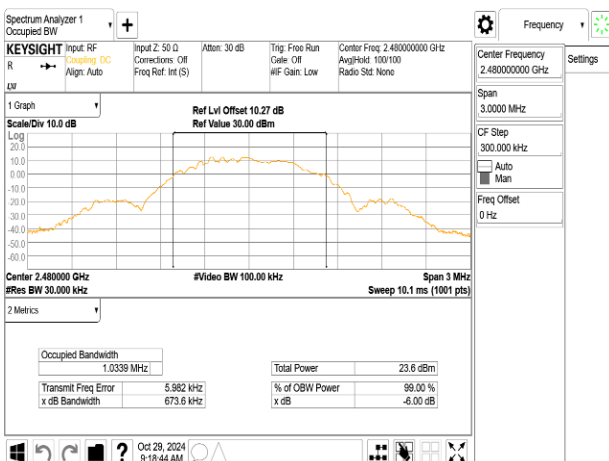 Spectrum Analyzer 1
Occupied BW
+
Frequency
KEYSIGHT
R
LXI
Input: RF
Coupling: DC
Align: Auto
Input Z: 50 Ω
Corrections: Off
Freq Ref: Int (S)
Atten: 30 dB
Trig: Free Run
Gate: Off
#IF Gain: Low
Center Freq: 2.480000000 GHz
Avg|Hold: 100/100
Radio Std: None
Center Frequency
2.480000000 GHz
Settings
Span
3.0000 MHz
CF Step
300.000 kHz
Auto
Man
Freq Offset
0 Hz
1 Graph
Scale/Div 10.0 dB
Ref Lvl Offset 10.27 dB
Ref Value 30.00 dBm
Log
20.0
10.0
0.00
-10.0
-20.0
-30.0
-40.0
-50.0
-60.0
Center 2.480000 GHz
#Res BW 30.000 kHz
#Video BW 100.00 kHz
Span 3 MHz
Sweep 10.1 ms (1001 pts)
2 Metrics
Occupied Bandwidth
1.0339 MHz
Total Power 23.6 dBm
Transmit Freq Error 5.982 kHz
% of OBW Power 99.00 %
x dB Bandwidth 673.6 kHz
x dB -6.00 dB
?
Oct 29, 2024
9:18:44 AM